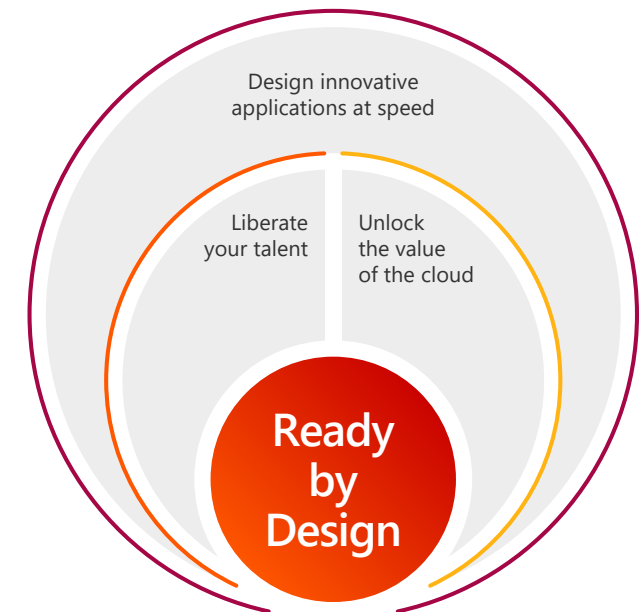 Design innovative
applications at speed
Liberate
your talent
Unlock
the value
of the cloud
Ready
by
Design